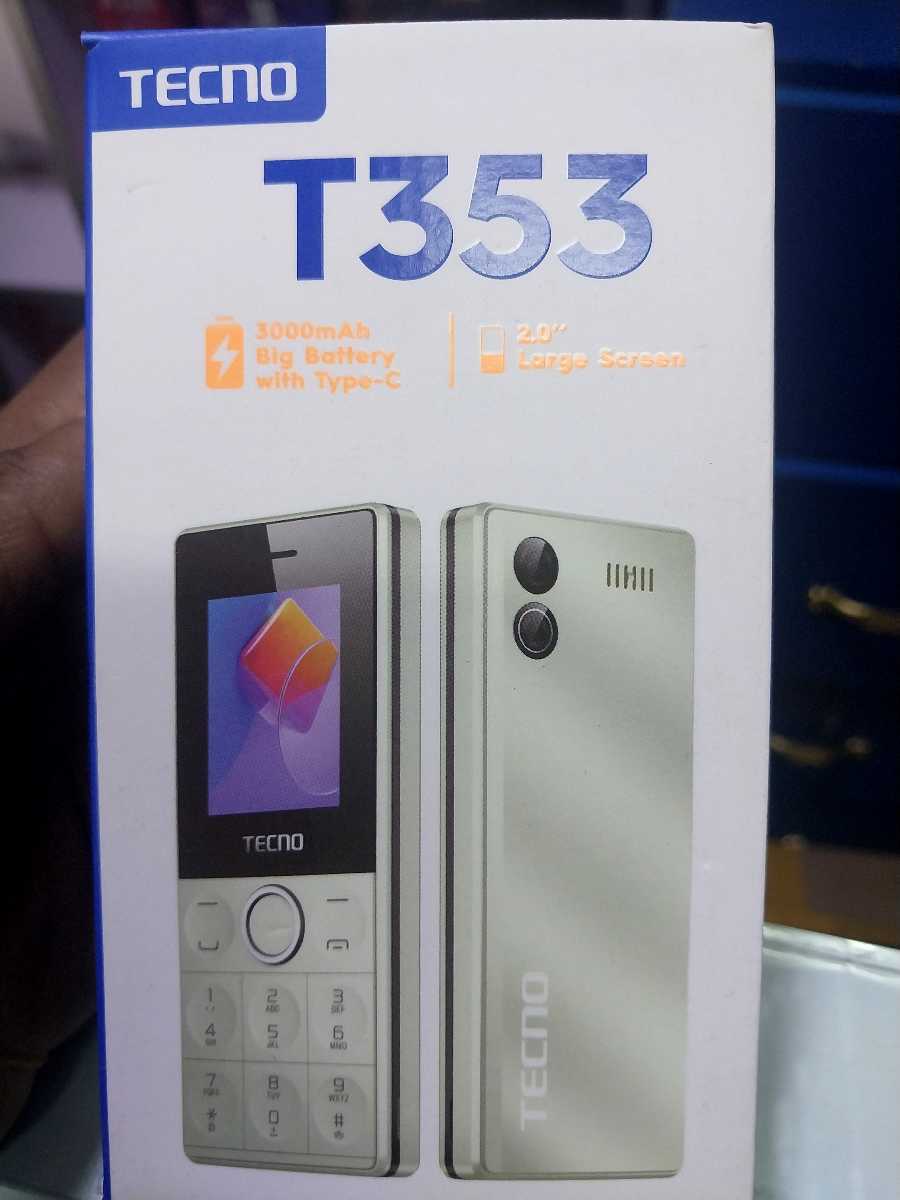 TECNO
T353
3000mAh
Big Battery
with Type-C
2.0"
Large Screen
TECNO
1 2 3
ABC DEF
4 5 6
JKL MNO
7 8 9
TUV WXYZ
* 0 #
TECNO